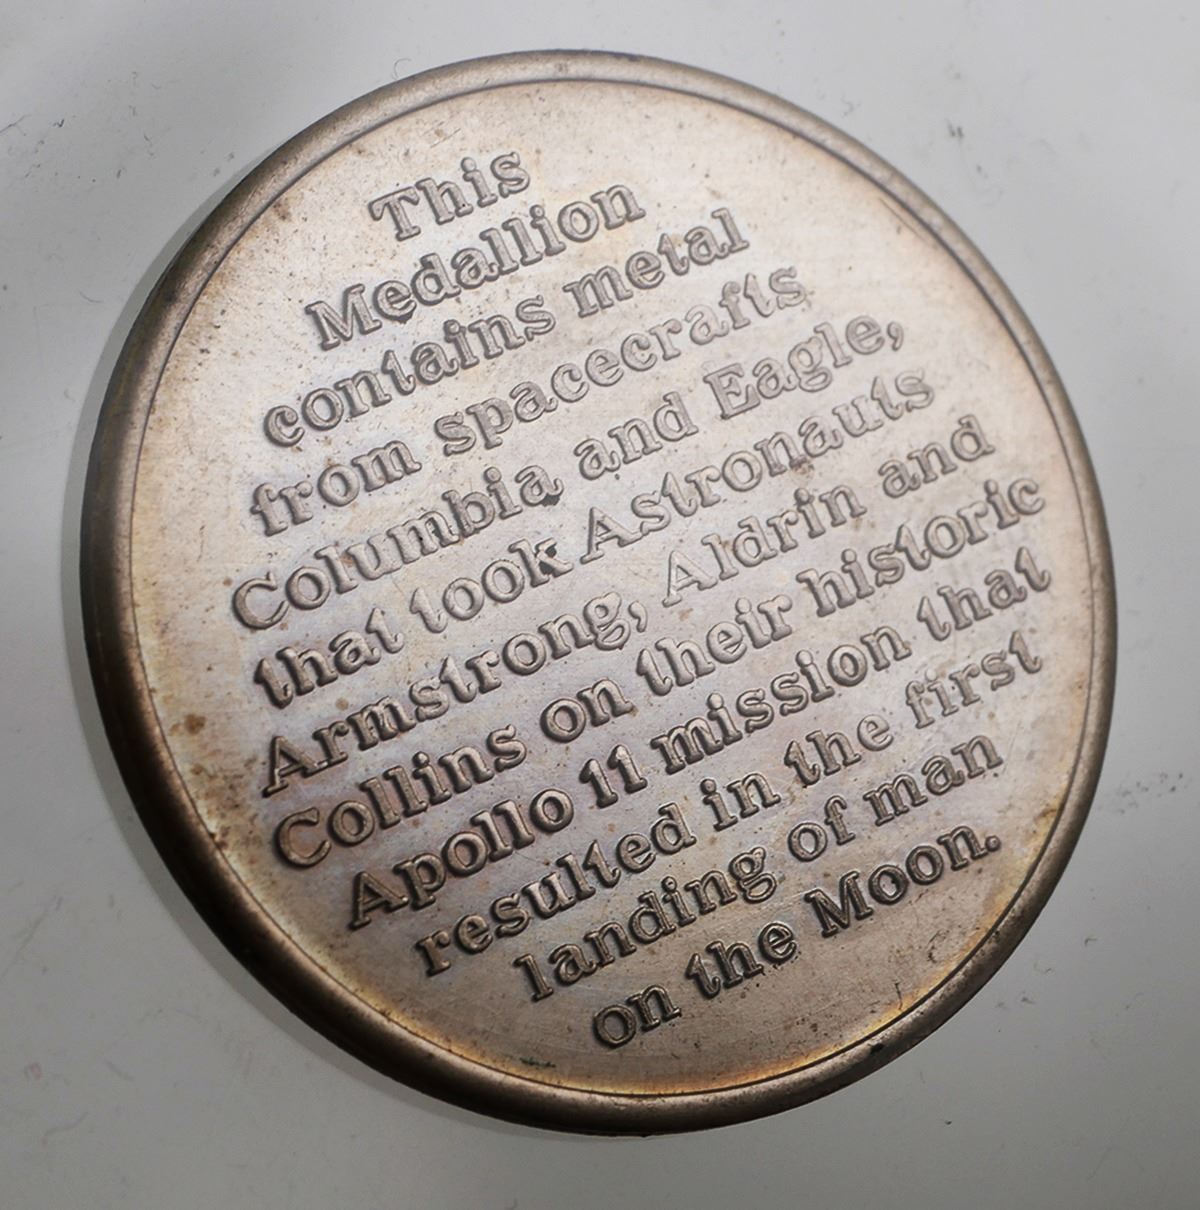 This
Medallion
contains metal
from spacecrafts
Columbia and Eagle,
that took Astronauts
Armstrong, Aldrin and
Collins on their historic
Apollo 11 mission that
resulted in the first
landing of man
on the Moon.